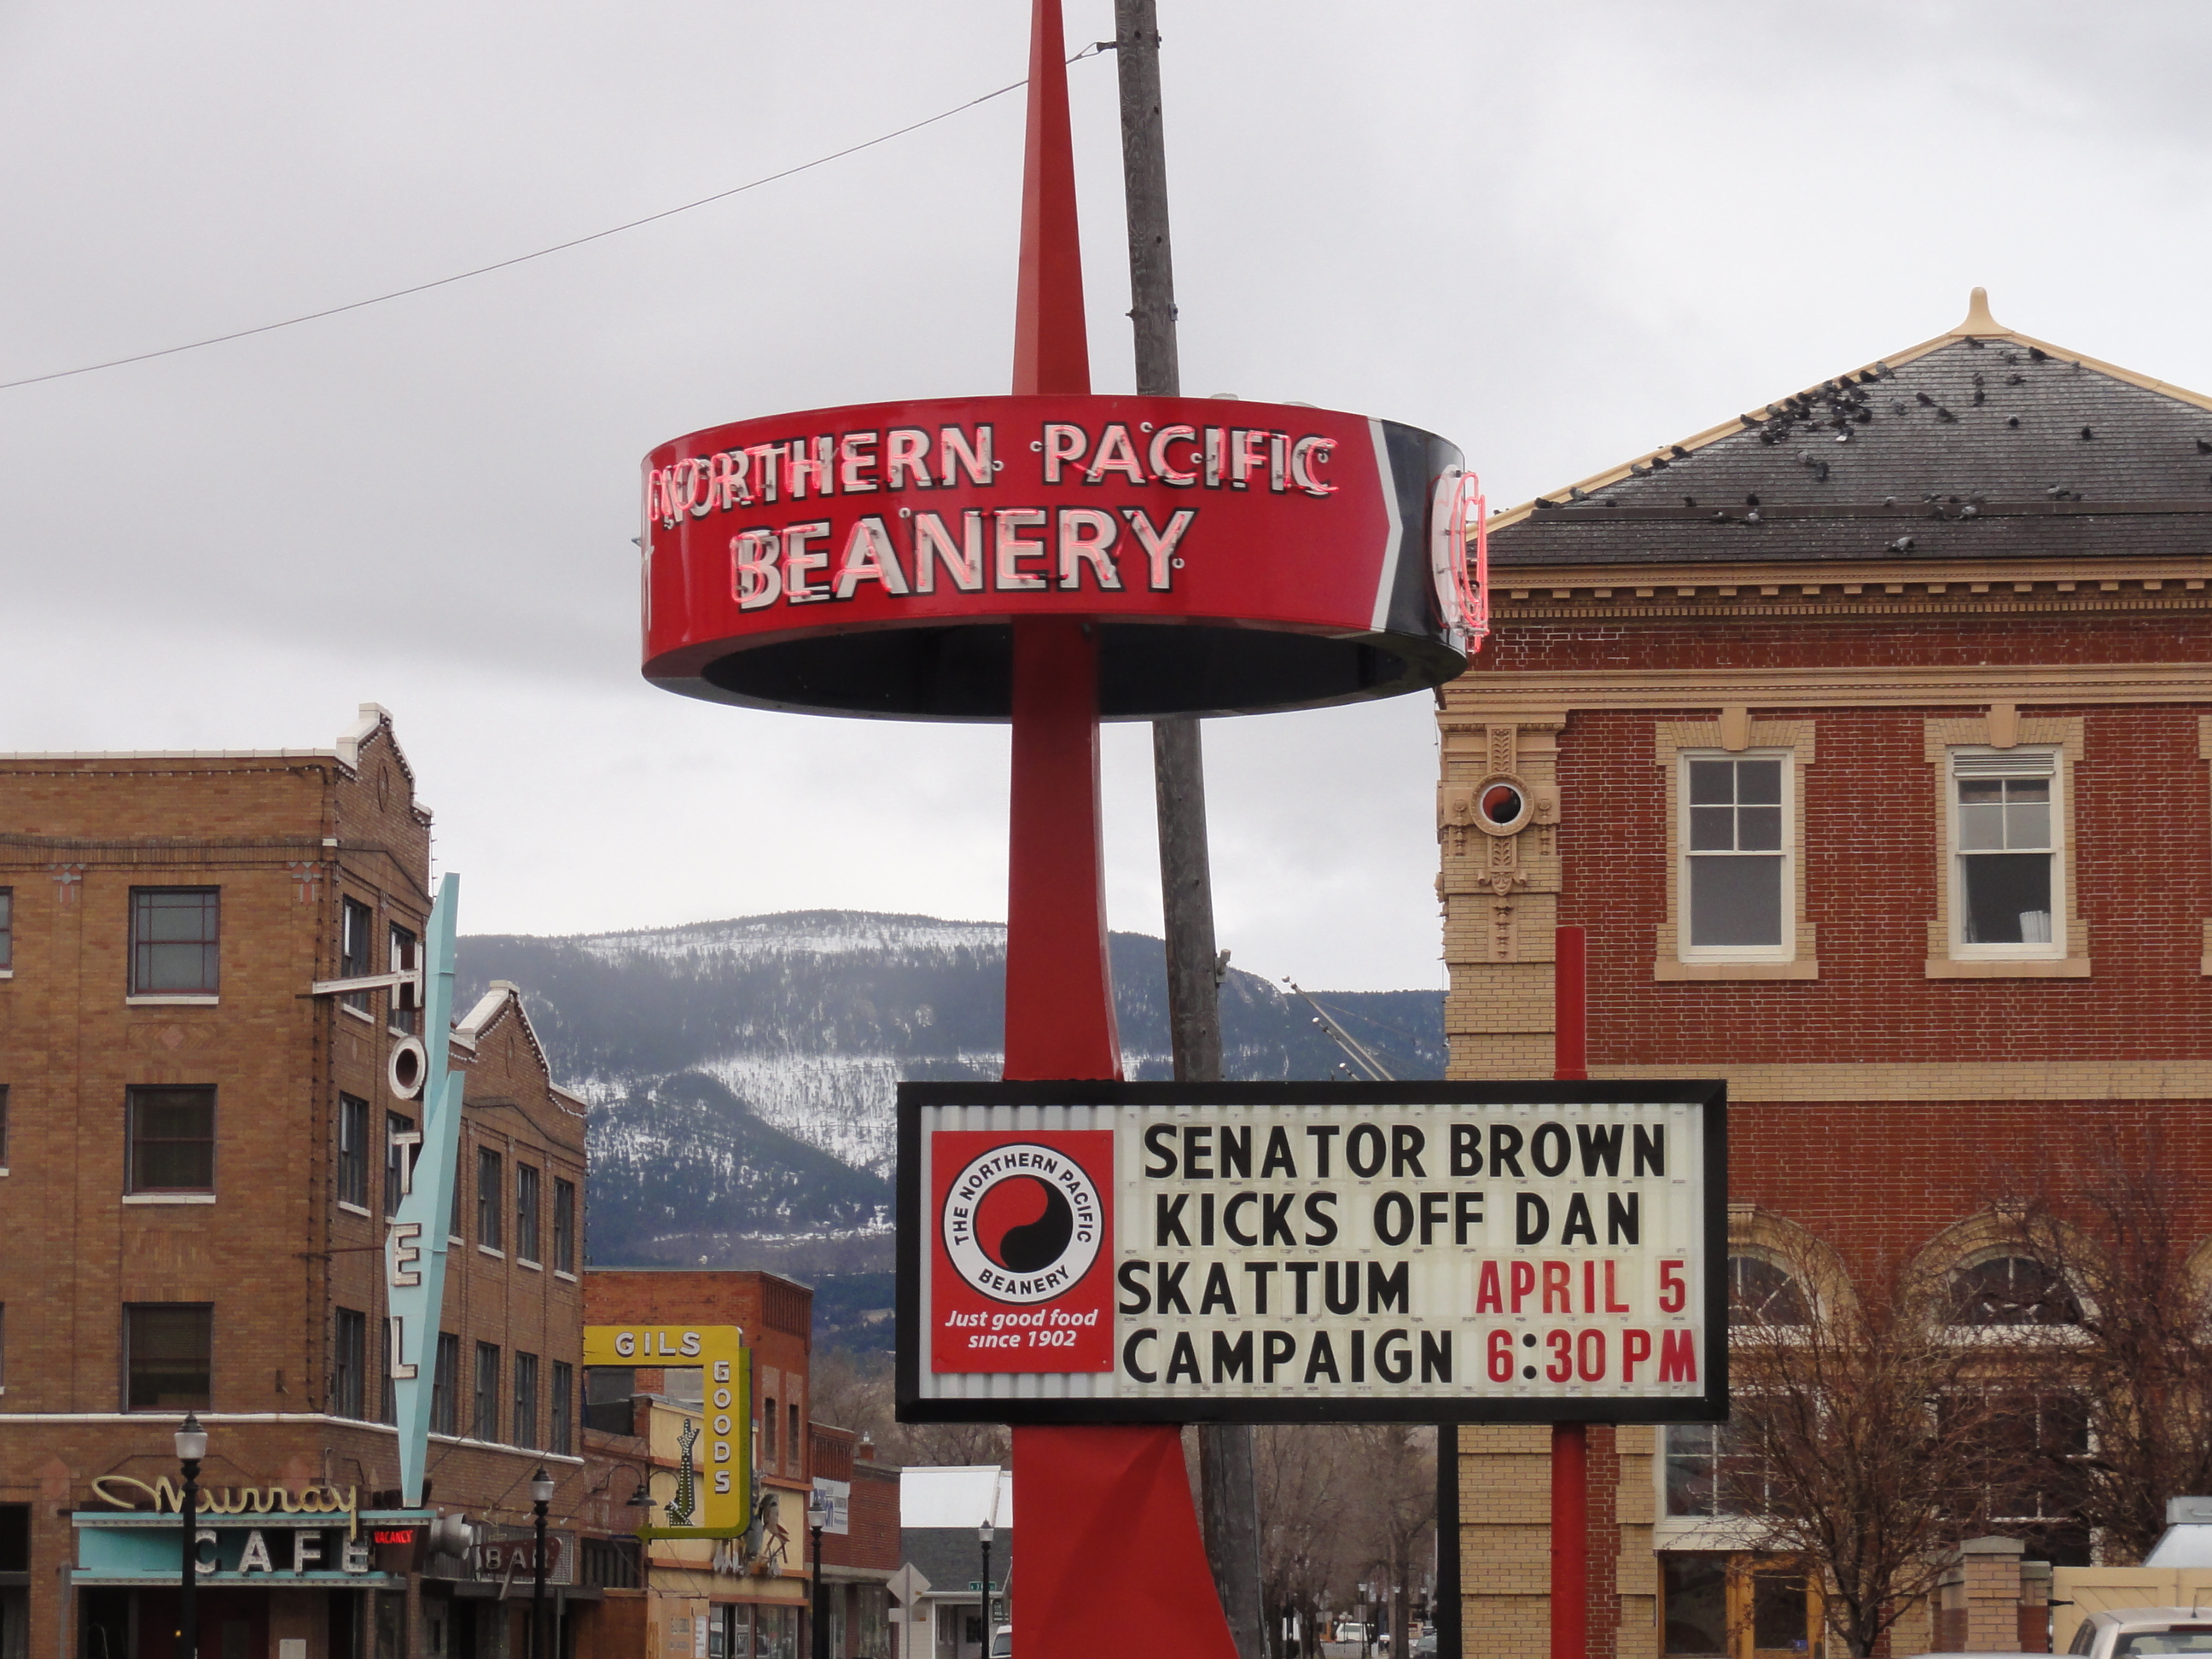 NORTHERN PACIFIC
BEANERY
THE NORTHERN PACIFIC
BEANERY
Just good food
since 1902
SENATOR BROWN
KICKS OFF DAN
SKATTUM APRIL 5
CAMPAIGN 6:30 PM
HOTEL
Murray
CAFE
VACANCY
BAR
GILS
GOODS